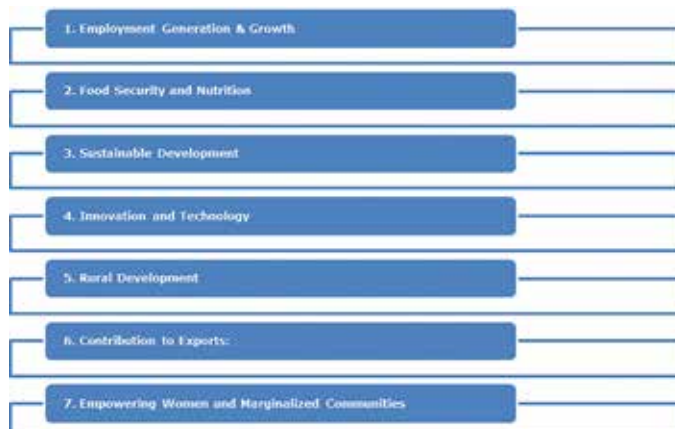 1. Employment Generation & Growth
2. Food Security and Nutrition
3. Sustainable Development
4. Innovation and Technology
5. Rural Development
6. Contribution to Exports:
7. Empowering Women and Marginalized Communities